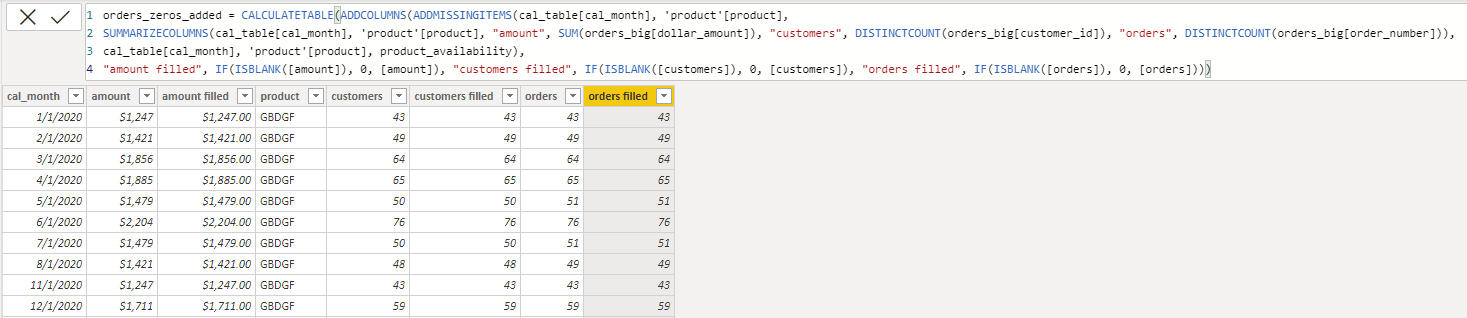 1 orders_zeros_added = CALCULATETABLE(ADDCOLUMNS(ADDMISSINGITEMS(cal_table[cal_month], 'product'[product],
2 SUMMARIZECOLUMNS(cal_table[cal_month], 'product'[product], "amount", SUM(orders_big[dollar_amount]), "customers", DISTINCTCOUNT(orders_big[customer_id]), "orders", DISTINCTCOUNT(orders_big[order_number])),
3 cal_table[cal_month], 'product'[product], product_availability),
4 "amount filled", IF(ISBLANK([amount]), 0, [amount]), "customers filled", IF(ISBLANK([customers]), 0, [customers]), "orders filled", IF(ISBLANK([orders]), 0, [orders])))
cal_month amount amount filled product customers customers filled orders orders filled
1/1/2020 $1,247 $1,247.00 GBDGF 43 43 43 43
2/1/2020 $1,421 $1,421.00 GBDGF 49 49 49 49
3/1/2020 $1,856 $1,856.00 GBDGF 64 64 64 64
4/1/2020 $1,885 $1,885.00 GBDGF 65 65 65 65
5/1/2020 $1,479 $1,479.00 GBDGF 50 50 51 51
6/1/2020 $2,204 $2,204.00 GBDGF 76 76 76 76
7/1/2020 $1,479 $1,479.00 GBDGF 50 50 51 51
8/1/2020 $1,421 $1,421.00 GBDGF 48 48 49 49
11/1/2020 $1,247 $1,247.00 GBDGF 43 43 43 43
12/1/2020 $1,711 $1,711.00 GBDGF 59 59 59 59